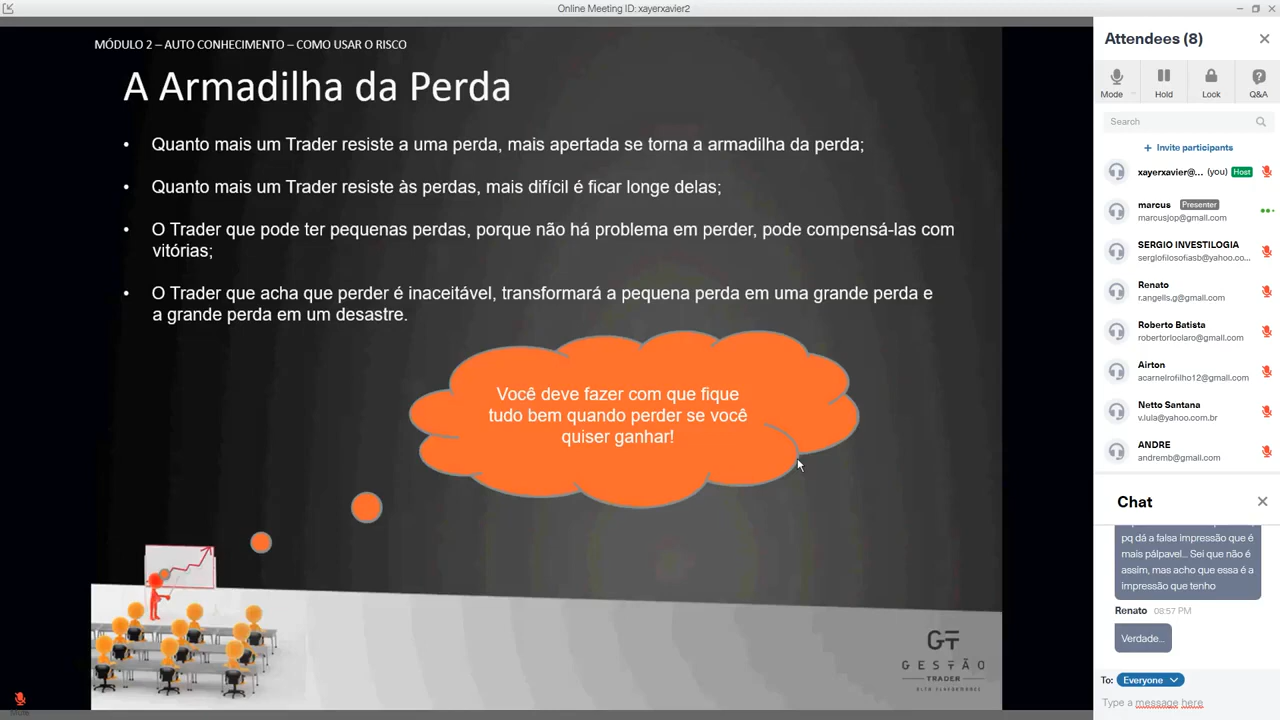 Online Meeting ID: xayerxavier2
MÓDULO 2 – AUTO CONHECIMENTO – COMO USAR O RISCO
A Armadilha da Perda
• Quanto mais um Trader resiste a uma perda, mais apertada se torna a armadilha da perda;
• Quanto mais um Trader resiste às perdas, mais difícil é ficar longe delas;
• O Trader que pode ter pequenas perdas, porque não há problema em perder, pode compensá-las com
vitórias;
• O Trader que acha que perder é inaceitável, transformará a pequena perda em uma grande perda e
a grande perda em um desastre.
Você deve fazer com que fique
tudo bem quando perder se você
quiser ganhar!
GT
GESTÃO
TRADER
Mute
Attendees (8)
Mode
Hold
Lock
Q&A
Search
+ Invite participants
xayerxavier@... (you) Host
marcus Presenter
marcusjop@gmail.com
SERGIO INVESTILOGIA
sergiofilosofiasb@yahoo.co...
Renato
r.angells.g@gmail.com
Roberto Batista
robertorloclaro@gmail.com
Airton
acarneirofilho12@gmail.com
Netto Santana
v.lula@yahoo.com.br
ANDRE
andremb@gmail.com
Chat
pq dá a falsa impressão que é
mais pálpavel... Sei que não é
assim, mas acho que essa é a
impressão que tenho
Renato 08:57 PM
Verdade...
To: Everyone
Type a message here